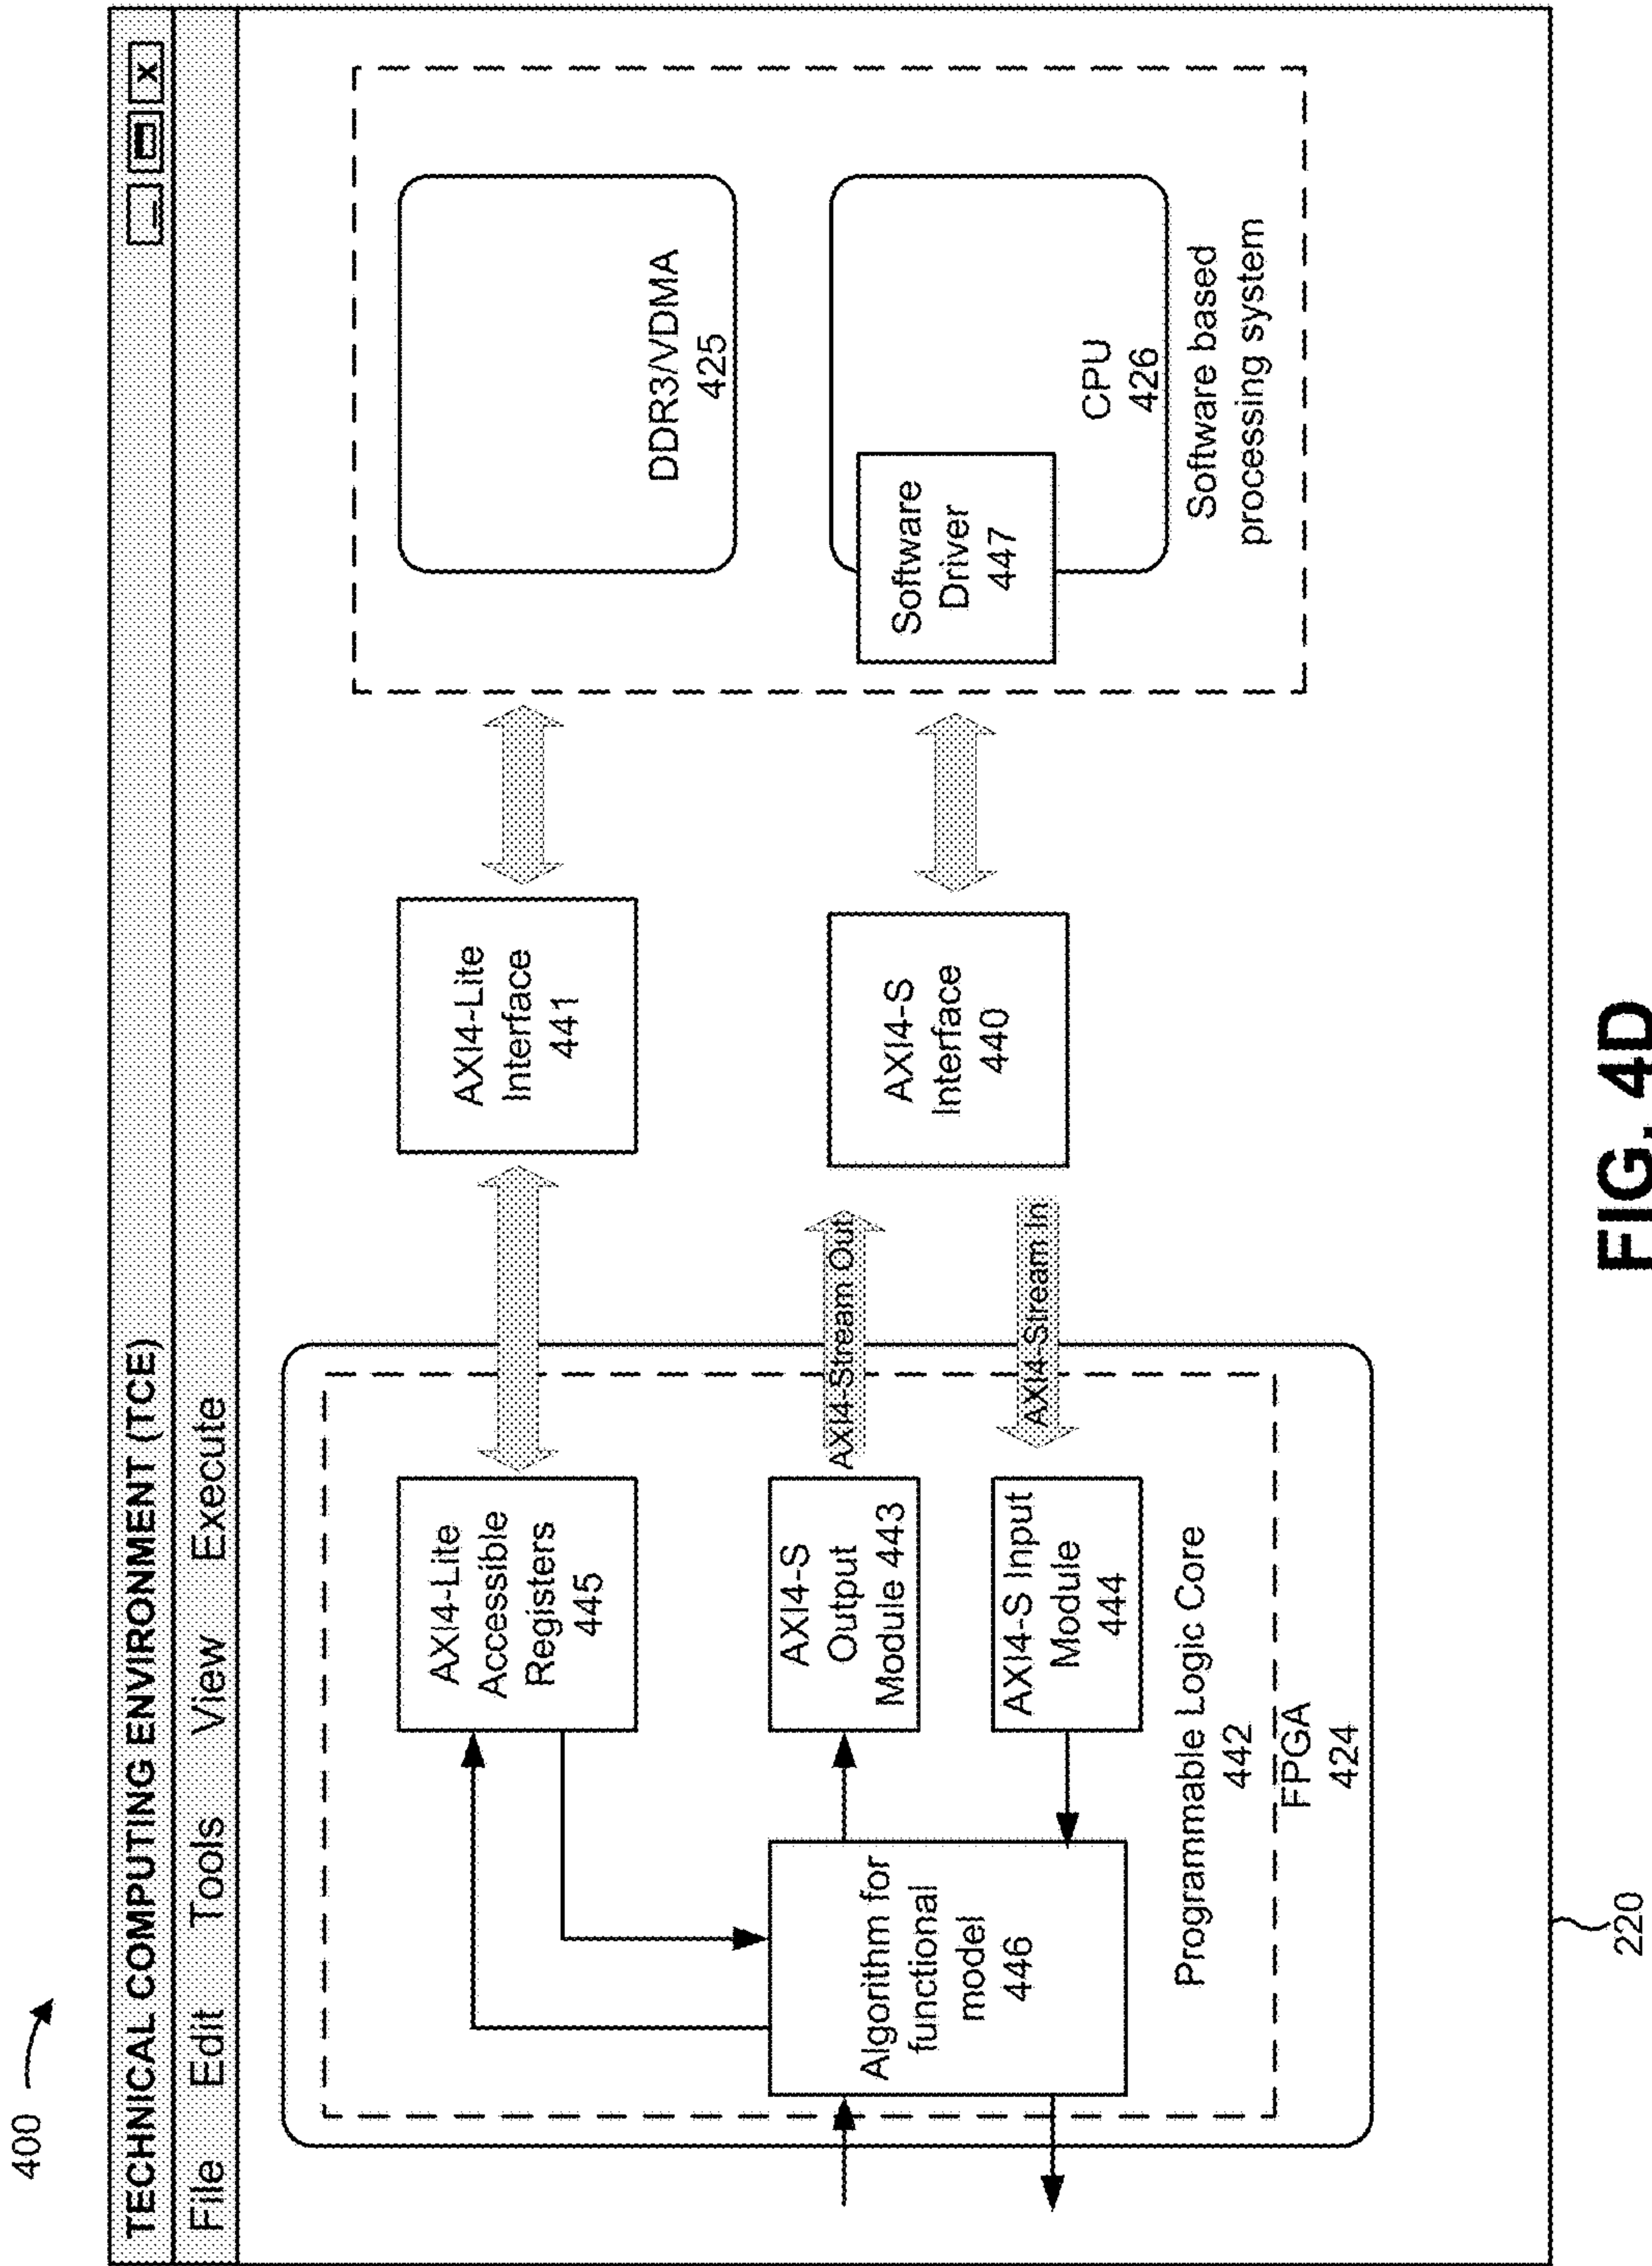 400
TECHNICAL COMPUTING ENVIRONMENT (TCE)
File Edit Tools View Execute
AXI4-Lite
Accessible
Registers
445
AXI4-Lite
Interface
441
DDR3/VDMA
425
Algorithm for
functional
model
446
AXI4-S
Output
Module 443
AXI4-Stream Out
AXI4-S Input
Module
444
AXI4-Stream In
AXI4-S
Interface
440
Software
Driver
447
CPU
426
Software based
processing system
Programmable Logic Core
442
FPGA
424
220
FIG. 4D